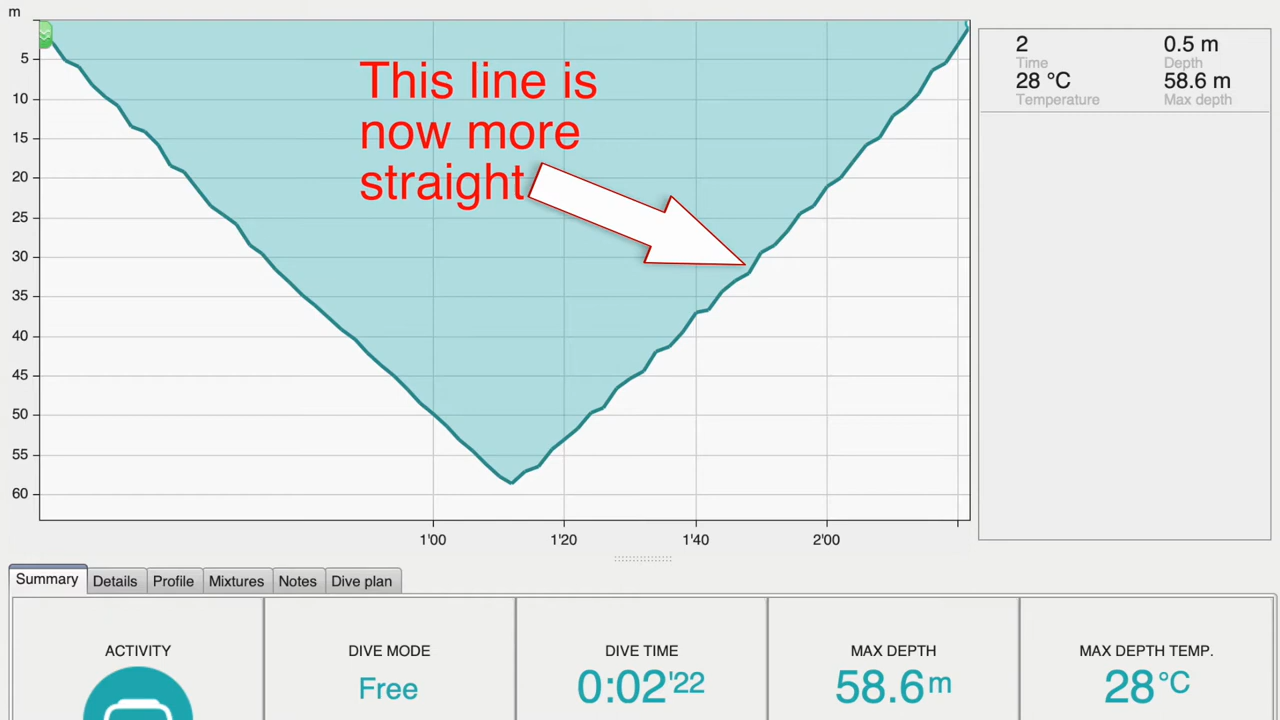 m
5
10
15
20
25
30
35
40
45
50
55
60
This line is
now more
straight
1'00
1'20
1'40
2'00
2 0.5 m
Time Depth
28 °C 58.6 m
Temperature Max depth
Summary Details Profile Mixtures Notes Dive plan
ACTIVITY DIVE MODE DIVE TIME MAX DEPTH MAX DEPTH TEMP.
Free 0:02'22 58.6 m 28 °C